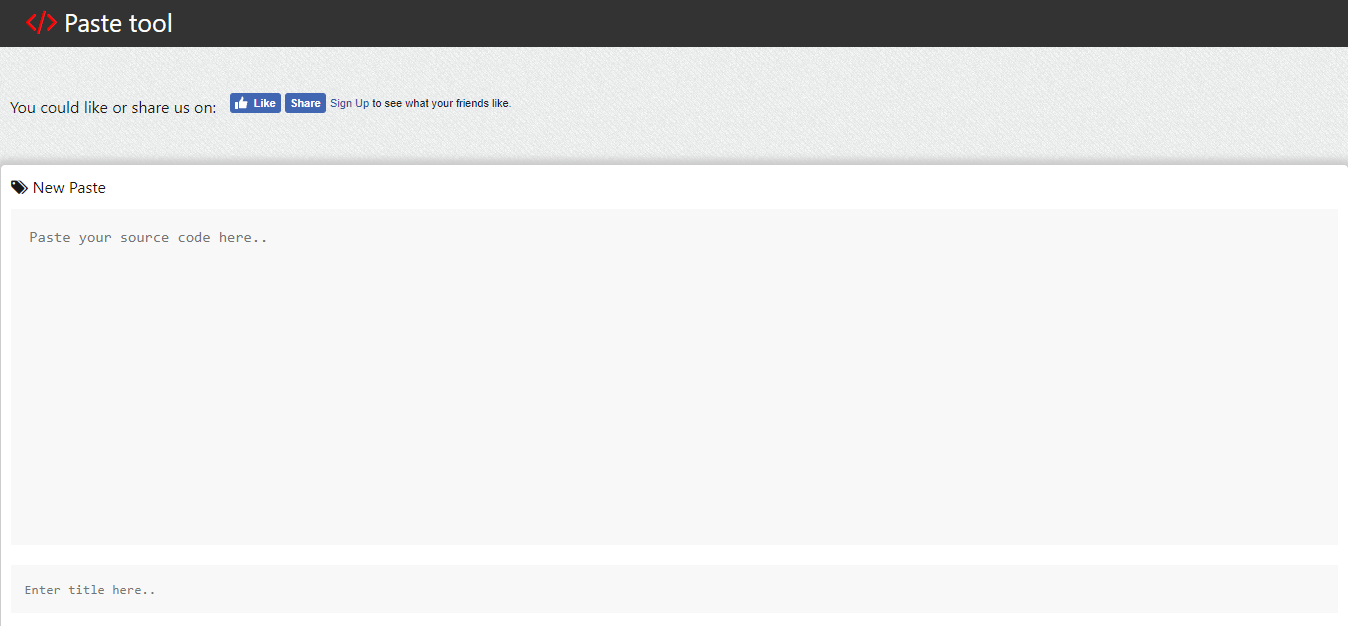 </> Paste tool
You could like or share us on: Like Share Sign Up to see what your friends like.
New Paste
Paste your source code here..
Enter title here..